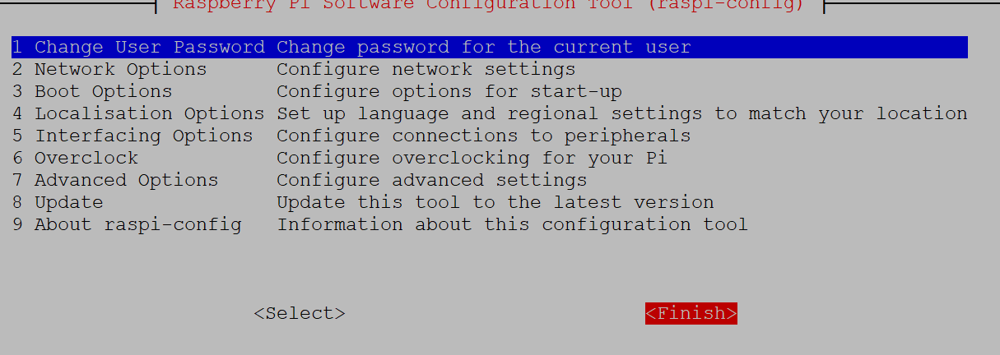 Raspberry Pi Software Configuration Tool (raspi-config)
1 Change User Password Change password for the current user
2 Network Options Configure network settings
3 Boot Options Configure options for start-up
4 Localisation Options Set up language and regional settings to match your location
5 Interfacing Options Configure connections to peripherals
6 Overclock Configure overclocking for your Pi
7 Advanced Options Configure advanced settings
8 Update Update this tool to the latest version
9 About raspi-config Information about this configuration tool
<Select> <Finish>